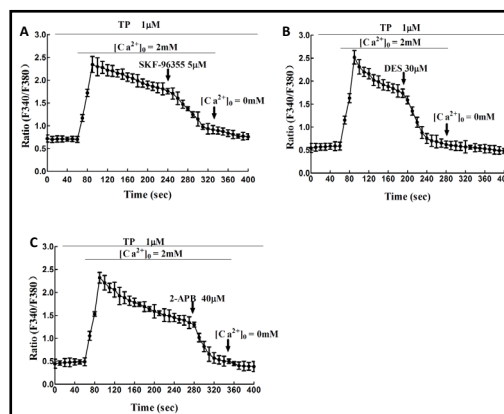 A
TP 1μM
[Ca²⁺]₀ = 2mM
SKF-96355 5μM
[Ca²⁺]₀ = 0mM
Ratio (F340/F380)
3.0
2.5
2.0
1.5
1.0
0.5
0.0
0 40 80 120 160 200 240 280 320 360 400
Time (sec)
B
TP 1μM
[Ca²⁺]₀ = 2mM
DES 30μM
[Ca²⁺]₀ = 0mM
Ratio (F340/F380)
3.0
2.5
2.0
1.5
1.0
0.5
0.0
0 40 80 120 160 200 240 280 320 360 400
Time (sec)
C
TP 1μM
[Ca²⁺]₀ = 2mM
2-APB 40μM
[Ca²⁺]₀ = 0mM
Ratio (F340/F380)
3.0
2.5
2.0
1.5
1.0
0.5
0.0
0 40 80 120 160 200 240 280 320 360 400
Time (sec)